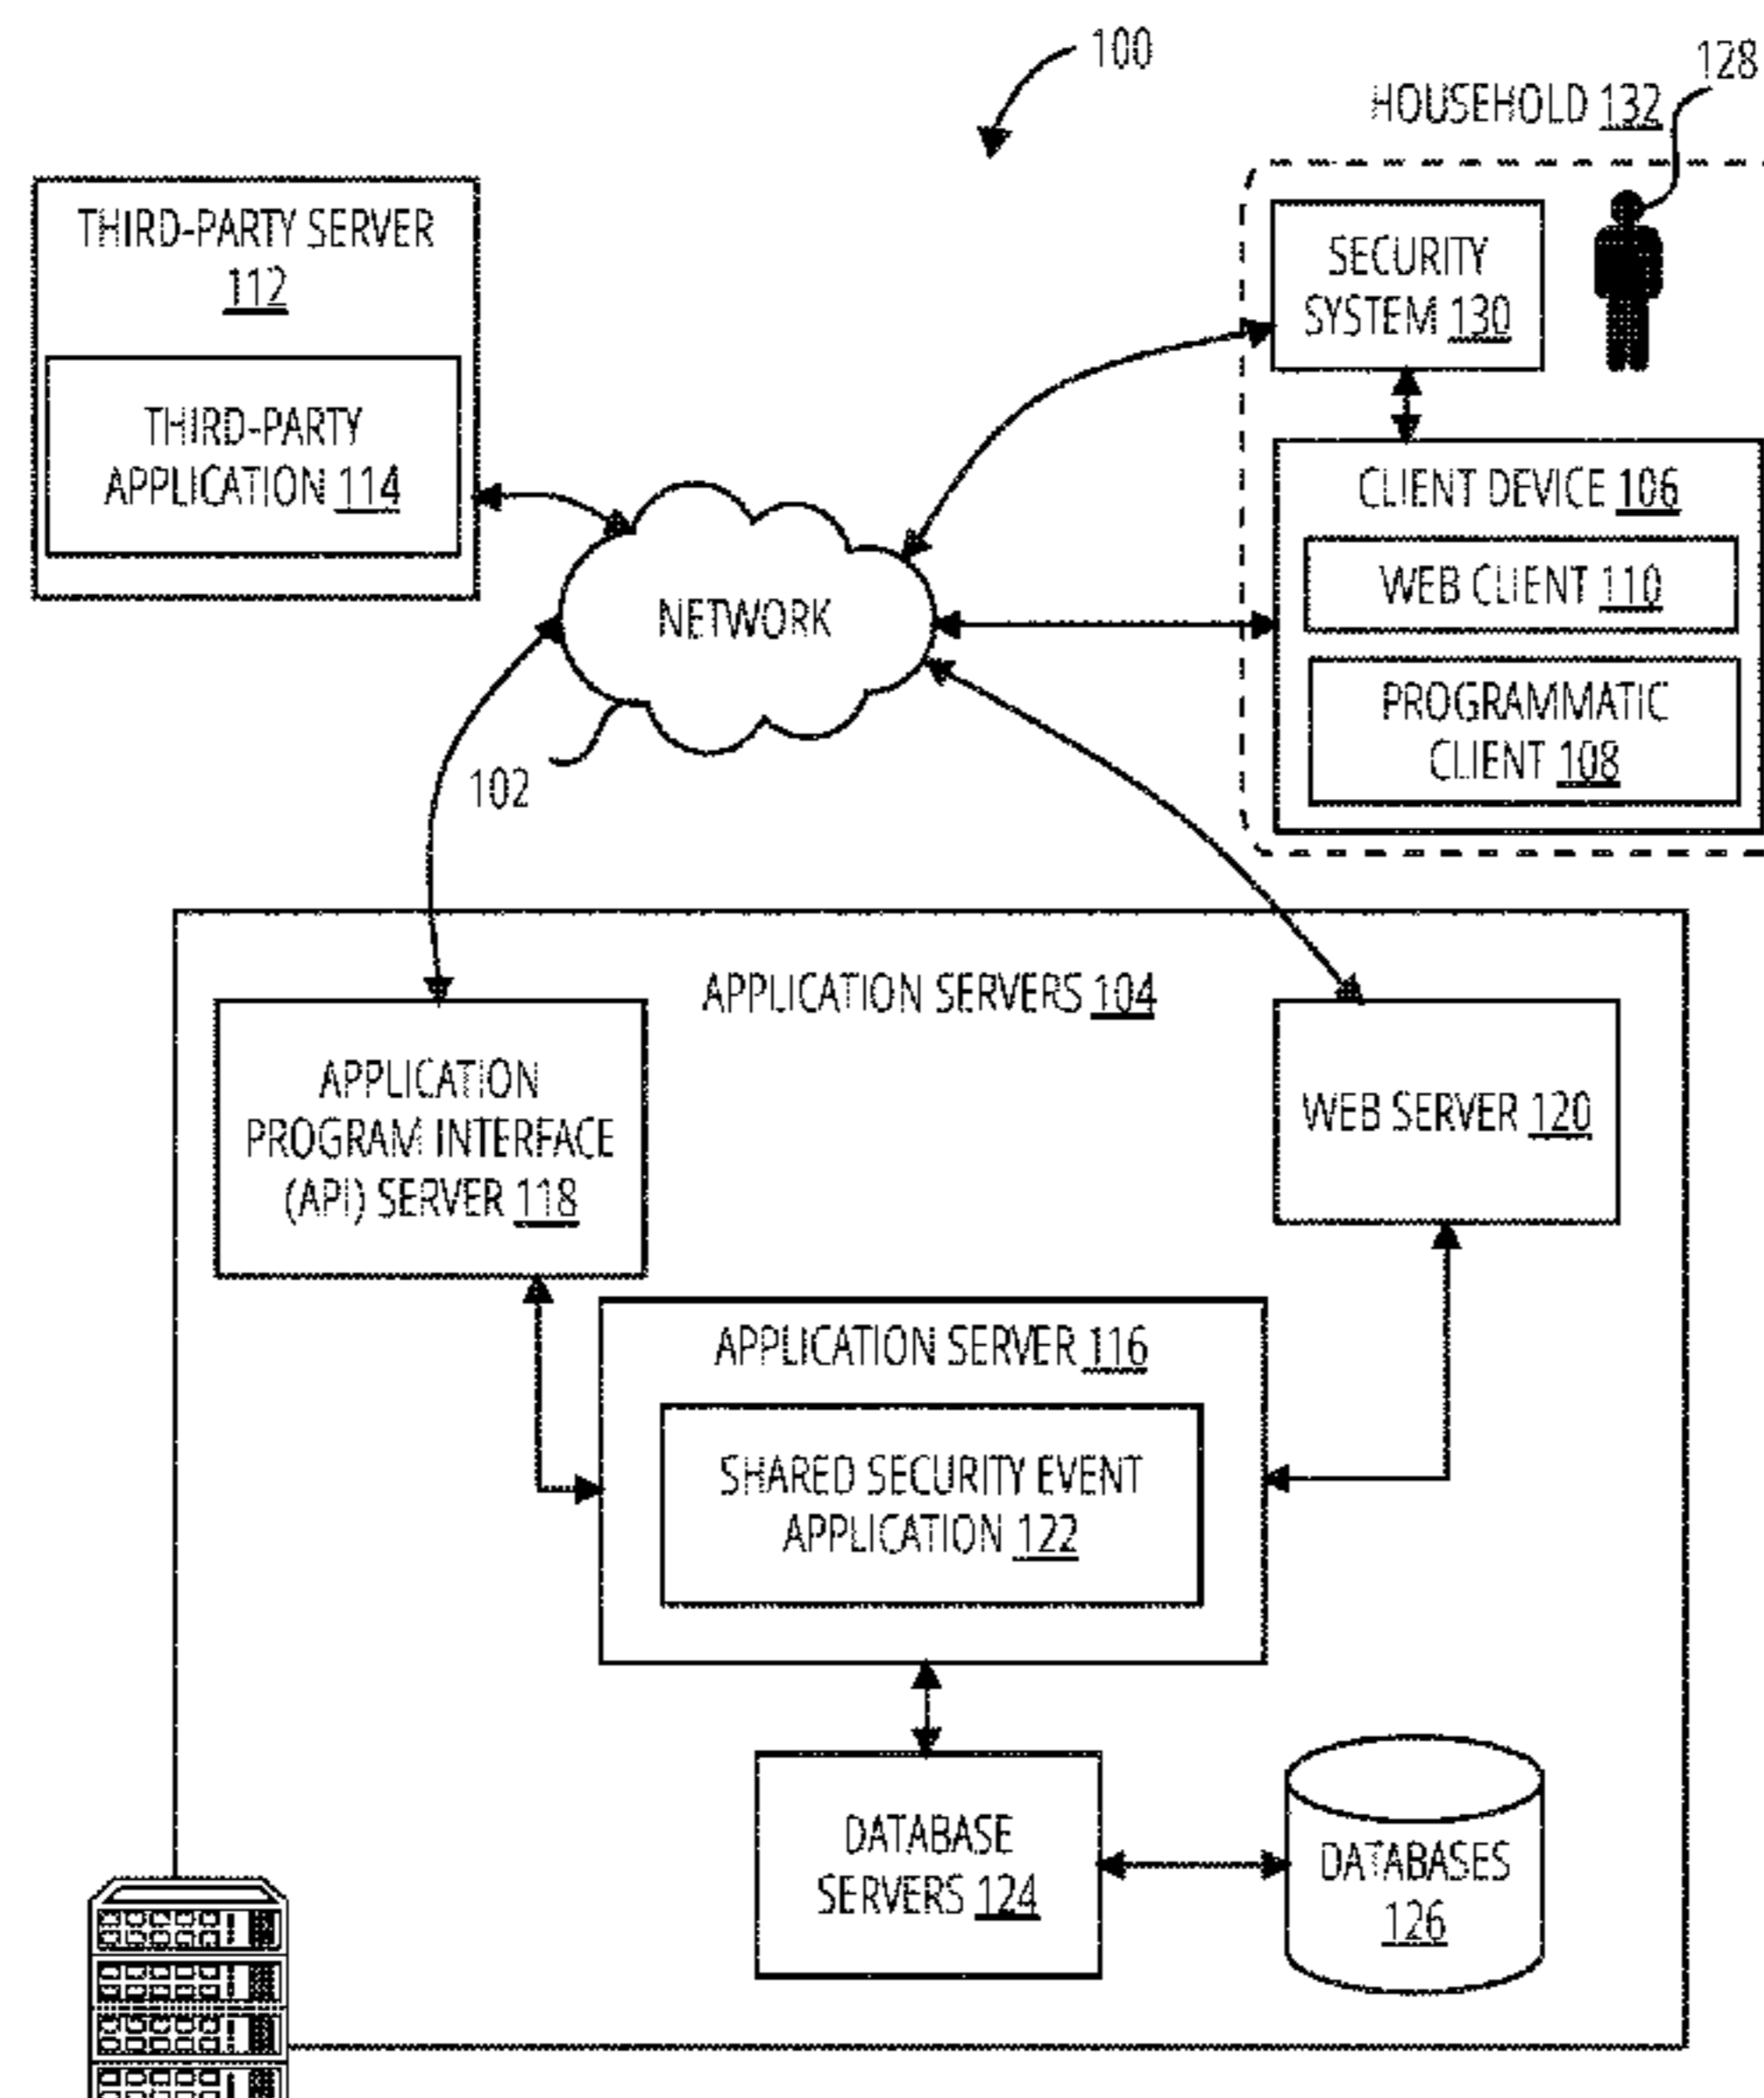 100
128
HOUSEHOLD 132
THIRD-PARTY SERVER
112
THIRD-PARTY
APPLICATION 114
SECURITY
SYSTEM 130
CLIENT DEVICE 106
WEB CLIENT 110
PROGRAMMATIC
CLIENT 108
NETWORK
102
APPLICATION SERVERS 104
APPLICATION
PROGRAM INTERFACE
(API) SERVER 118
WEB SERVER 120
APPLICATION SERVER 116
SHARED SECURITY EVENT
APPLICATION 122
DATABASE
SERVERS 124
DATABASES
126